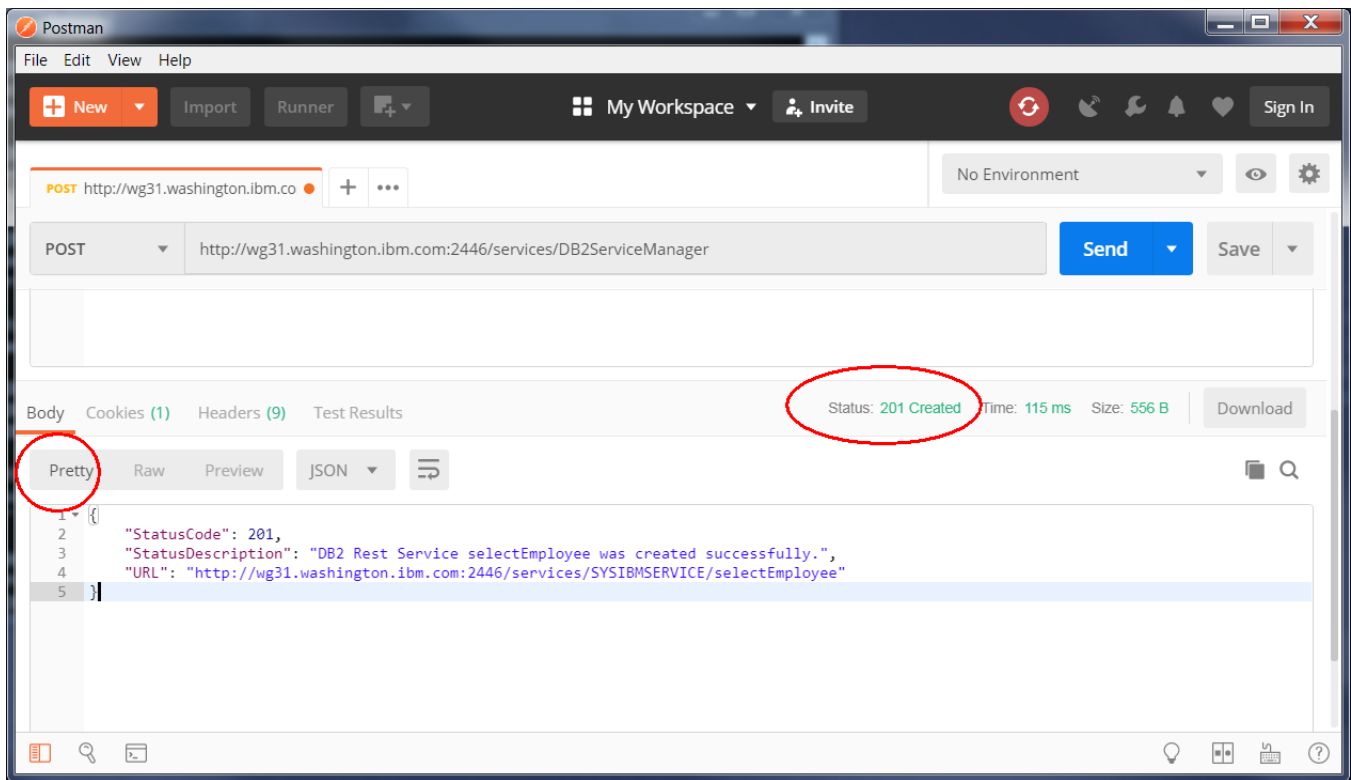 Postman
File Edit View Help
New Import Runner My Workspace Invite Sign In
POST http://wg31.washington.ibm.co No Environment
POST http://wg31.washington.ibm.com:2446/services/DB2ServiceManager Send Save
Body Cookies (1) Headers (9) Test Results Status: 201 Created Time: 115 ms Size: 556 B Download
Pretty Raw Preview JSON
1 {
2 "StatusCode": 201,
3 "StatusDescription": "DB2 Rest Service selectEmployee was created successfully.",
4 "URL": "http://wg31.washington.ibm.com:2446/services/SYSIBMSERVICE/selectEmployee"
5 }